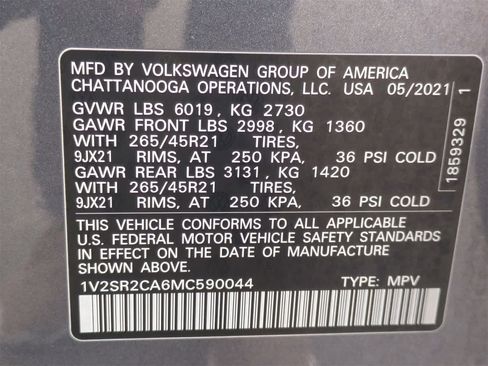 MFD BY VOLKSWAGEN GROUP OF AMERICA
CHATTANOOGA OPERATIONS, LLC. USA 05/2021
GVWR LBS 6019, KG 2730
GAWR FRONT LBS 2998, KG 1360
WITH 265/45R21 TIRES,
9JX21 RIMS, AT 250 KPA, 36 PSI COLD
GAWR REAR LBS 3131, KG 1420
WITH 265/45R21 TIRES,
9JX21 RIMS, AT 250 KPA, 36 PSI COLD
THIS VEHICLE CONFORMS TO ALL APPLICABLE
U.S. FEDERAL MOTOR VEHICLE SAFETY STANDARDS
IN EFFECT ON THE DATE OF MANUFACTURE
SHOWN ABOVE.
1V2SR2CA6MC590044 TYPE: MPV
1859329 1